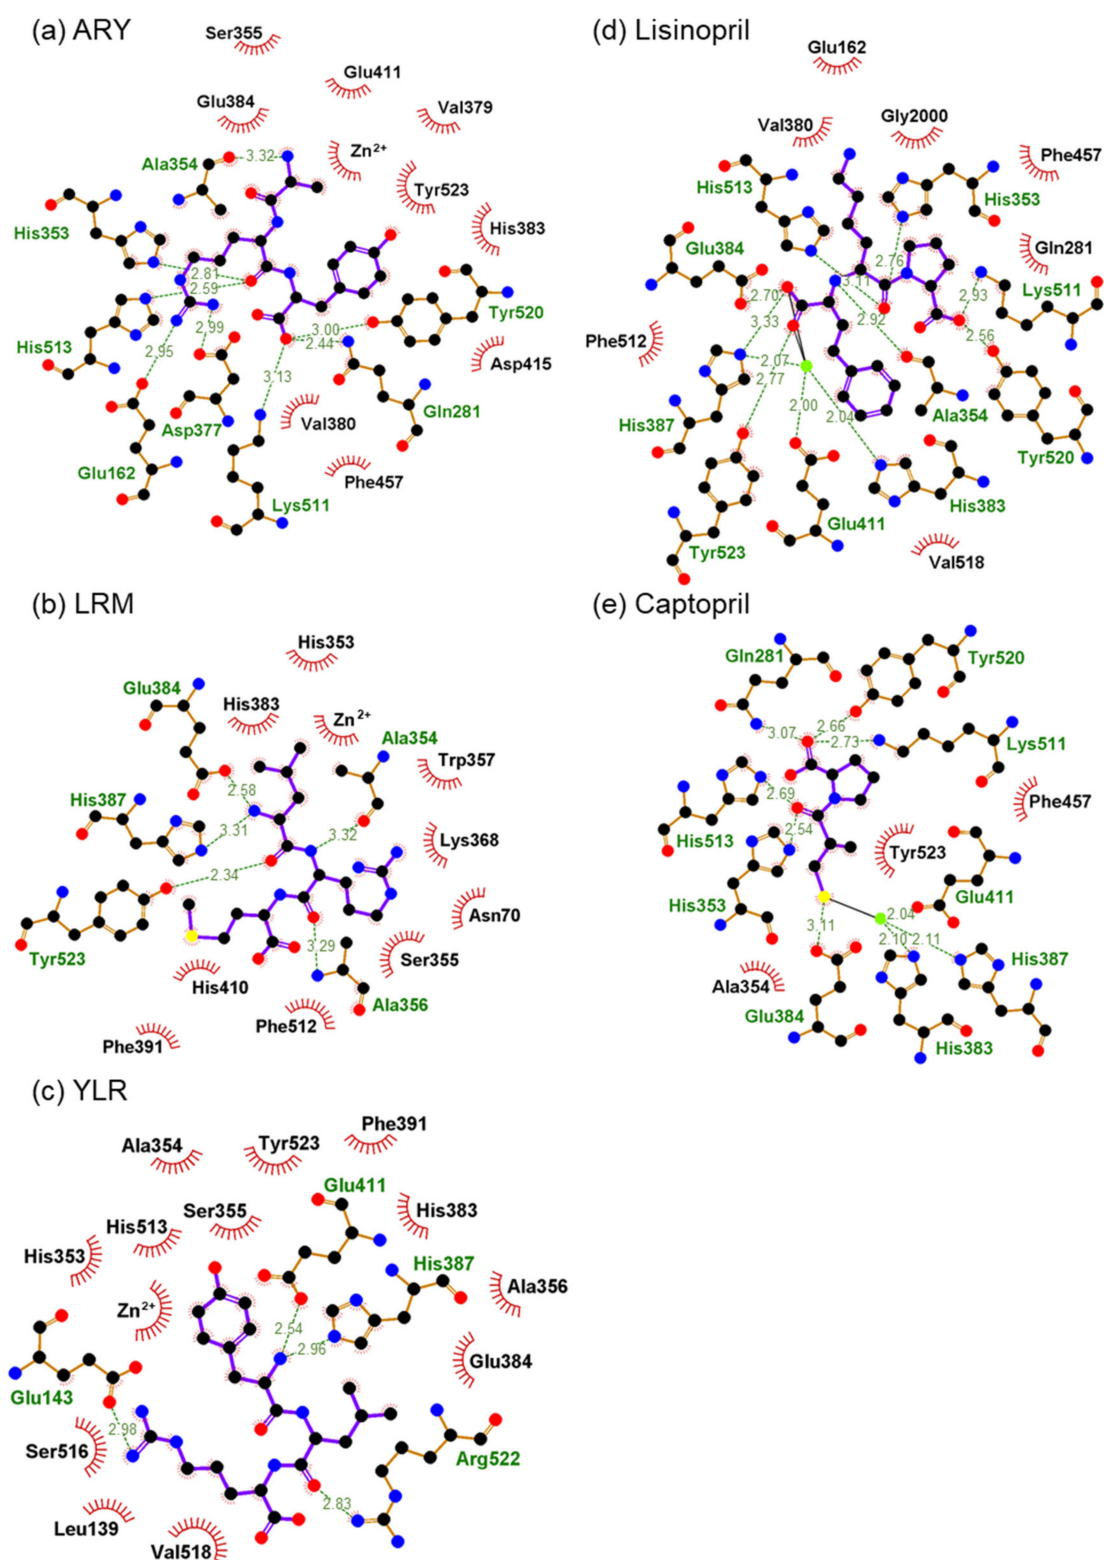 (a) ARY
Ser355
Glu411
Glu384
Val379
Zn2+
Ala354
3.32
Tyr523
His383
His353
2.81
2.59
Tyr520
3.00
2.99
2.44
His513
2.95
Asp415
3.13
Gln281
Val380
Asp377
Glu162
Phe457
Lys511
(b) LRM
His353
Glu384
His383
Zn2+
Ala354
Trp357
2.58
His387
3.31
3.32
Lys368
2.34
Asn70
Tyr523
3.29
Ser355
His410
Ala356
Phe512
Phe391
(c) YLR
Phe391
Ala354
Tyr523
Glu411
Ser355
His383
His513
His353
His387
Ala356
Zn2+
2.54
2.96
Glu384
Glu143
2.98
Ser516
Arg522
2.83
Leu139
Val518
(d) Lisinopril
Glu162
Val380
Gly2000
Phe457
His513
His353
Glu384
Gln281
2.76
2.70
3.11
2.93
Lys511
3.33
2.92
2.56
Phe512
2.07
2.77
2.00
2.04
Ala354
His387
Tyr520
His383
Glu411
Tyr523
Val518
(e) Captopril
Gln281
Tyr520
3.07
2.66
2.73
Lys511
2.69
Phe457
2.54
His513
Tyr523
Glu411
His353
3.11
2.04
2.10
2.11
His387
Ala354
Glu384
His383